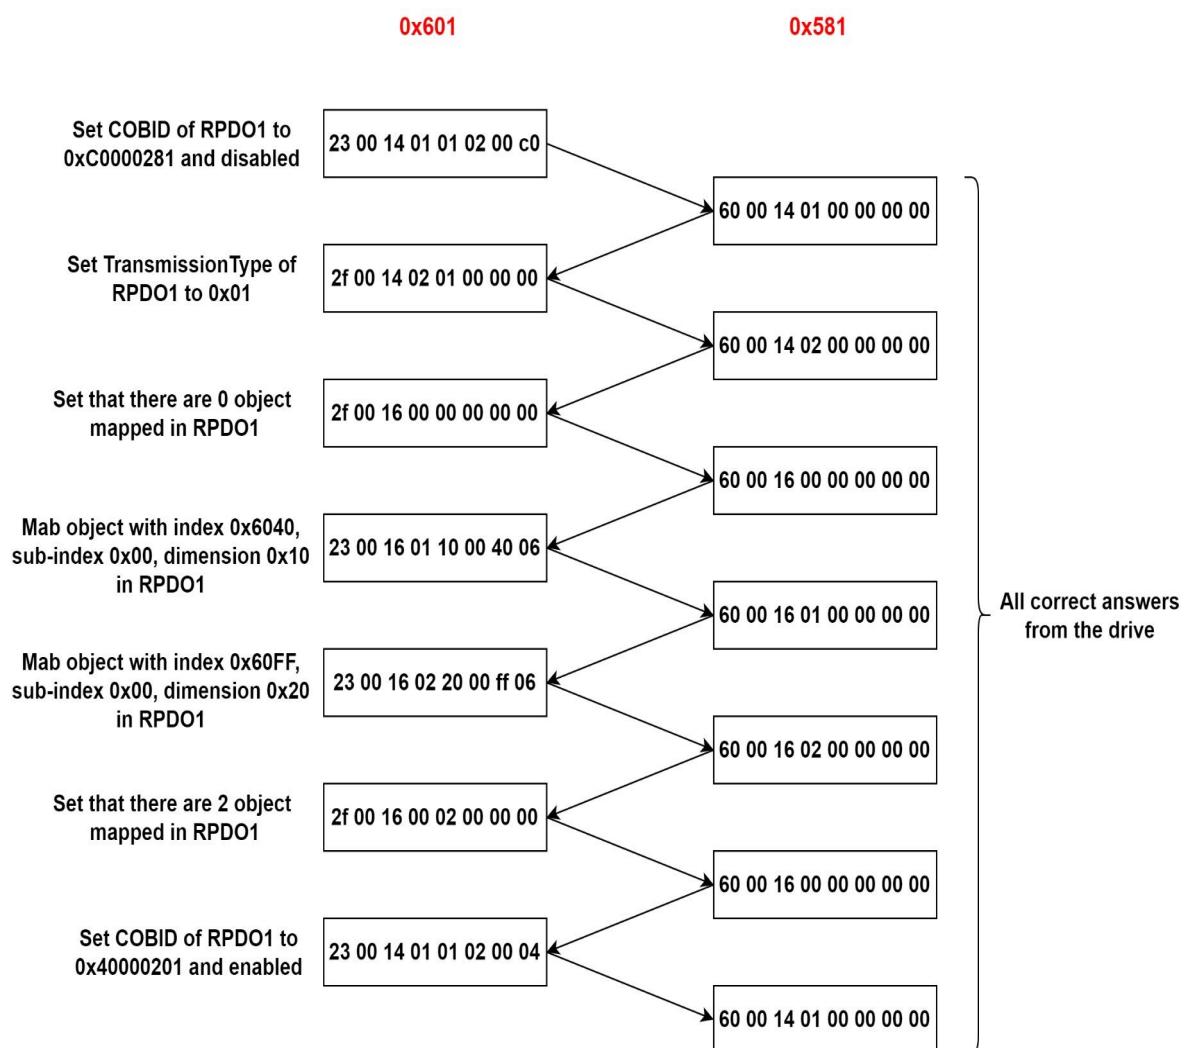 0x601
0x581
Set COBID of RPDO1 to
0xC0000281 and disabled
23 00 14 01 01 02 00 c0
60 00 14 01 00 00 00 00
Set TransmissionType of
RPDO1 to 0x01
2f 00 14 02 01 00 00 00
60 00 14 02 00 00 00 00
Set that there are 0 object
mapped in RPDO1
2f 00 16 00 00 00 00 00
60 00 16 00 00 00 00 00
Mab object with index 0x6040,
sub-index 0x00, dimension 0x10
in RPDO1
23 00 16 01 10 00 40 06
60 00 16 01 00 00 00 00
All correct answers
from the drive
Mab object with index 0x60FF,
sub-index 0x00, dimension 0x20
in RPDO1
23 00 16 02 20 00 ff 06
60 00 16 02 00 00 00 00
Set that there are 2 object
mapped in RPDO1
2f 00 16 00 02 00 00 00
60 00 16 00 00 00 00 00
Set COBID of RPDO1 to
0x40000201 and enabled
23 00 14 01 01 02 00 04
60 00 14 01 00 00 00 00